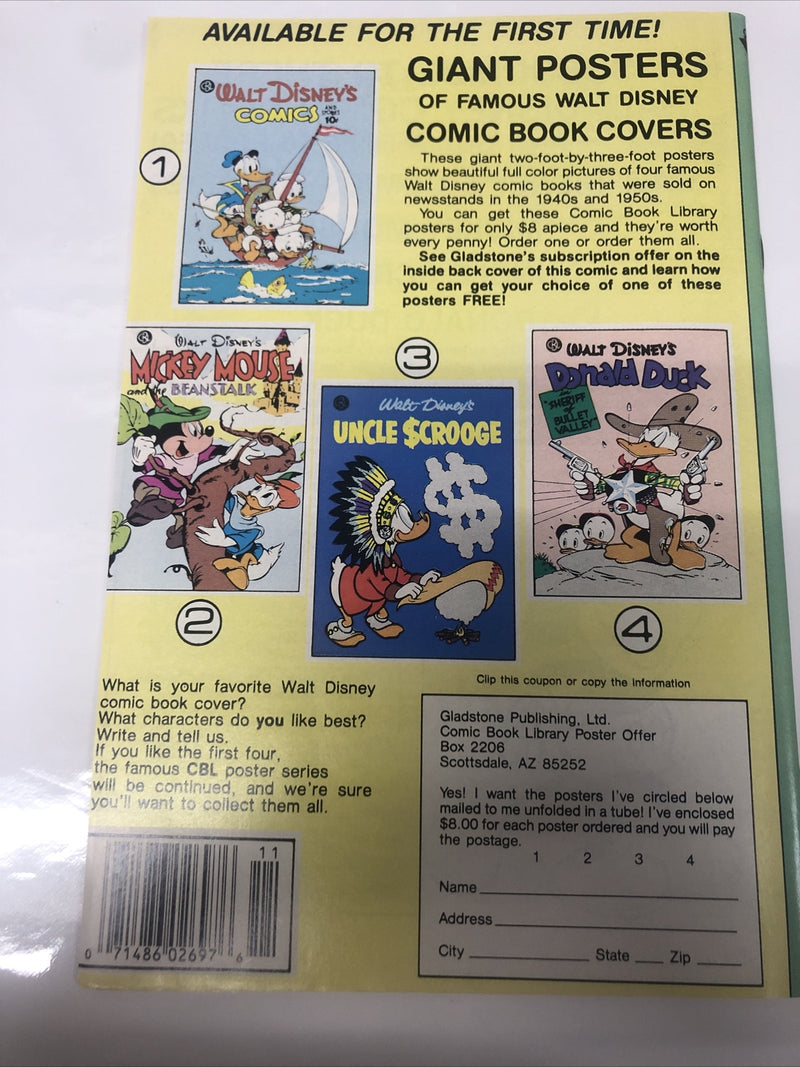 AVAILABLE FOR THE FIRST TIME!
GIANT POSTERS
OF FAMOUS WALT DISNEY
COMIC BOOK COVERS
These giant two-foot-by-three-foot posters
show beautiful full color pictures of four famous
Walt Disney comic books that were sold on
newsstands in the 1940s and 1950s.
You can get these Comic Book Library
posters for only $8 apiece and they're worth
every penny! Order one or order them all.
See Gladstone's subscription offer on the
inside back cover of this comic and learn how
you can get your choice of one of these
posters FREE!
1
WALT DISNEY'S
COMICS AND STORIES
10¢
2
WALT DISNEY'S
MICKEY MOUSE
and the BEANSTALK
3
Walt Disney's
UNCLE $CROOGE
4
WALT DISNEY'S
Donald Duck
in
"SHERIFF
of
BULLET
VALLEY"
What is your favorite Walt Disney
comic book cover?
What characters do you like best?
Write and tell us.
If you like the first four,
the famous CBL poster series
will be continued, and we're sure
you'll want to collect them all.
Clip this coupon or copy the information
Gladstone Publishing, Ltd.
Comic Book Library Poster Offer
Box 2206
Scottsdale, AZ 85252
Yes! I want the posters I've circled below
mailed to me unfolded in a tube! I've enclosed
$8.00 for each poster ordered and you will pay
the postage.
1 2 3 4
Name
Address
City State Zip
11
0 71486 02697 6